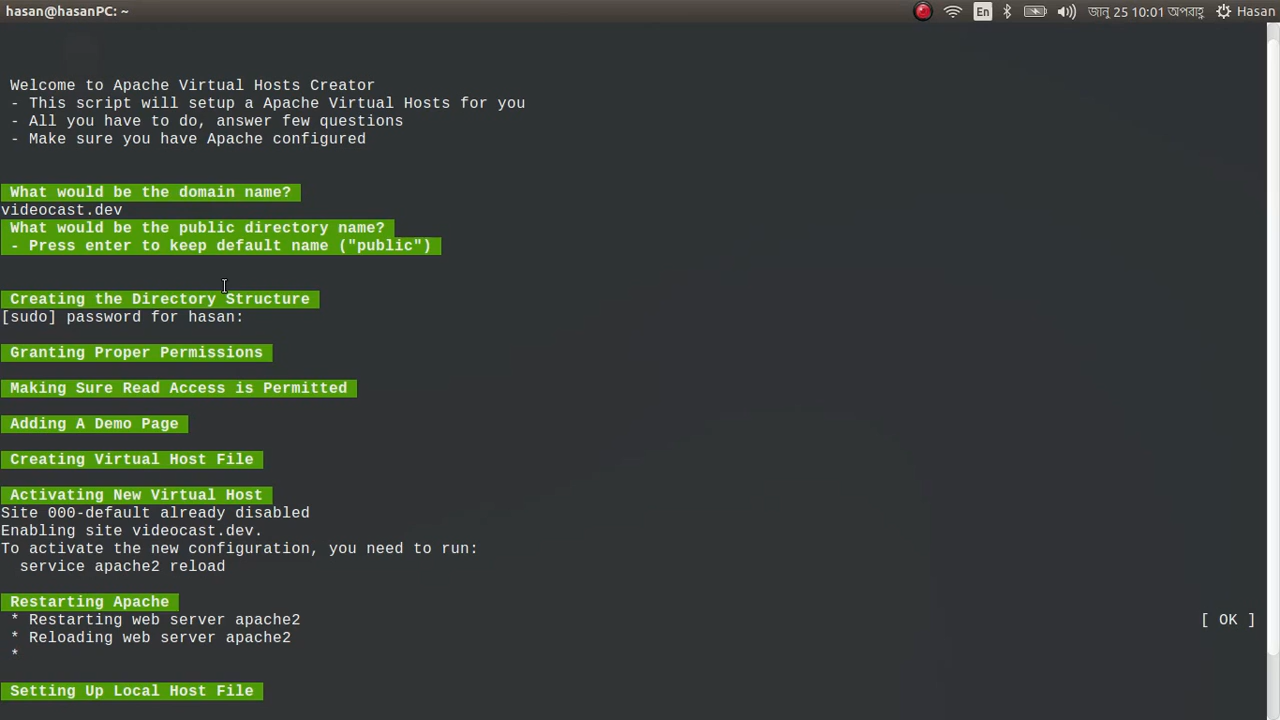 hasan@hasanPC: ~
En
জানু 25 10:01 অপরাহ্ণ
Hasan
Welcome to Apache Virtual Hosts Creator
- This script will setup a Apache Virtual Hosts for you
- All you have to do, answer few questions
- Make sure you have Apache configured
What would be the domain name?
videocast.dev
What would be the public directory name?
- Press enter to keep default name ("public")
Creating the Directory Structure
[sudo] password for hasan:
Granting Proper Permissions
Making Sure Read Access is Permitted
Adding A Demo Page
Creating Virtual Host File
Activating New Virtual Host
Site 000-default already disabled
Enabling site videocast.dev.
To activate the new configuration, you need to run:
service apache2 reload
Restarting Apache
* Restarting web server apache2 [ OK ]
* Reloading web server apache2
*
Setting Up Local Host File